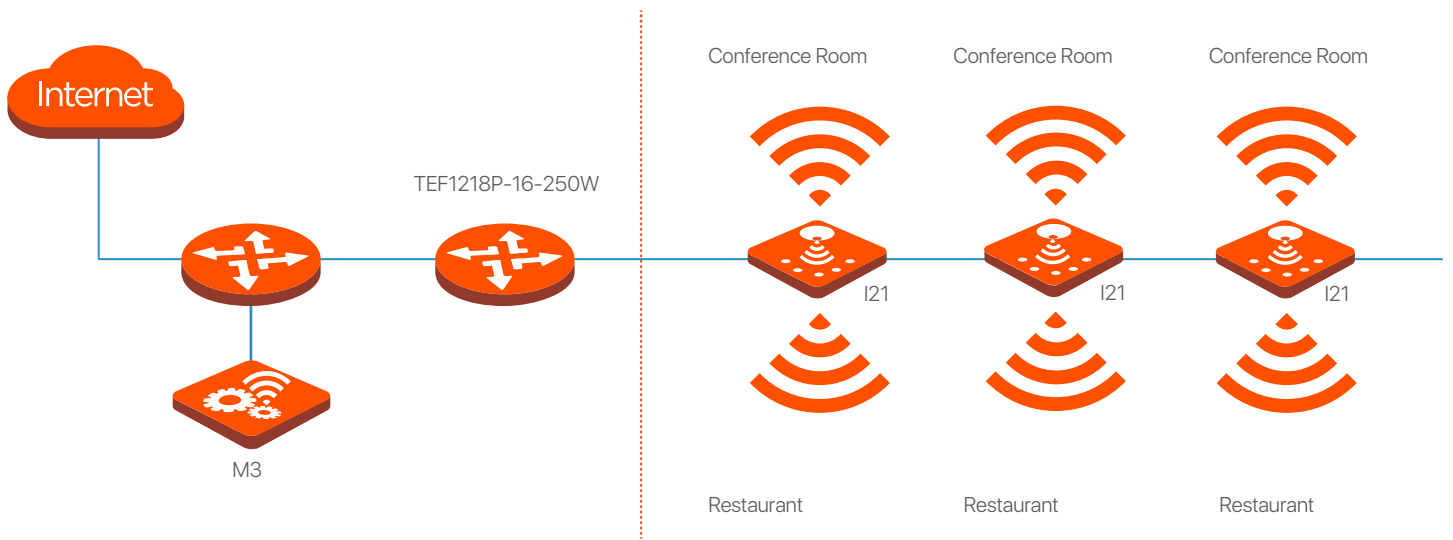 Conference Room
Conference Room
Conference Room
Internet
TEF1218P-16-250W
I21
I21
I21
M3
Restaurant
Restaurant
Restaurant